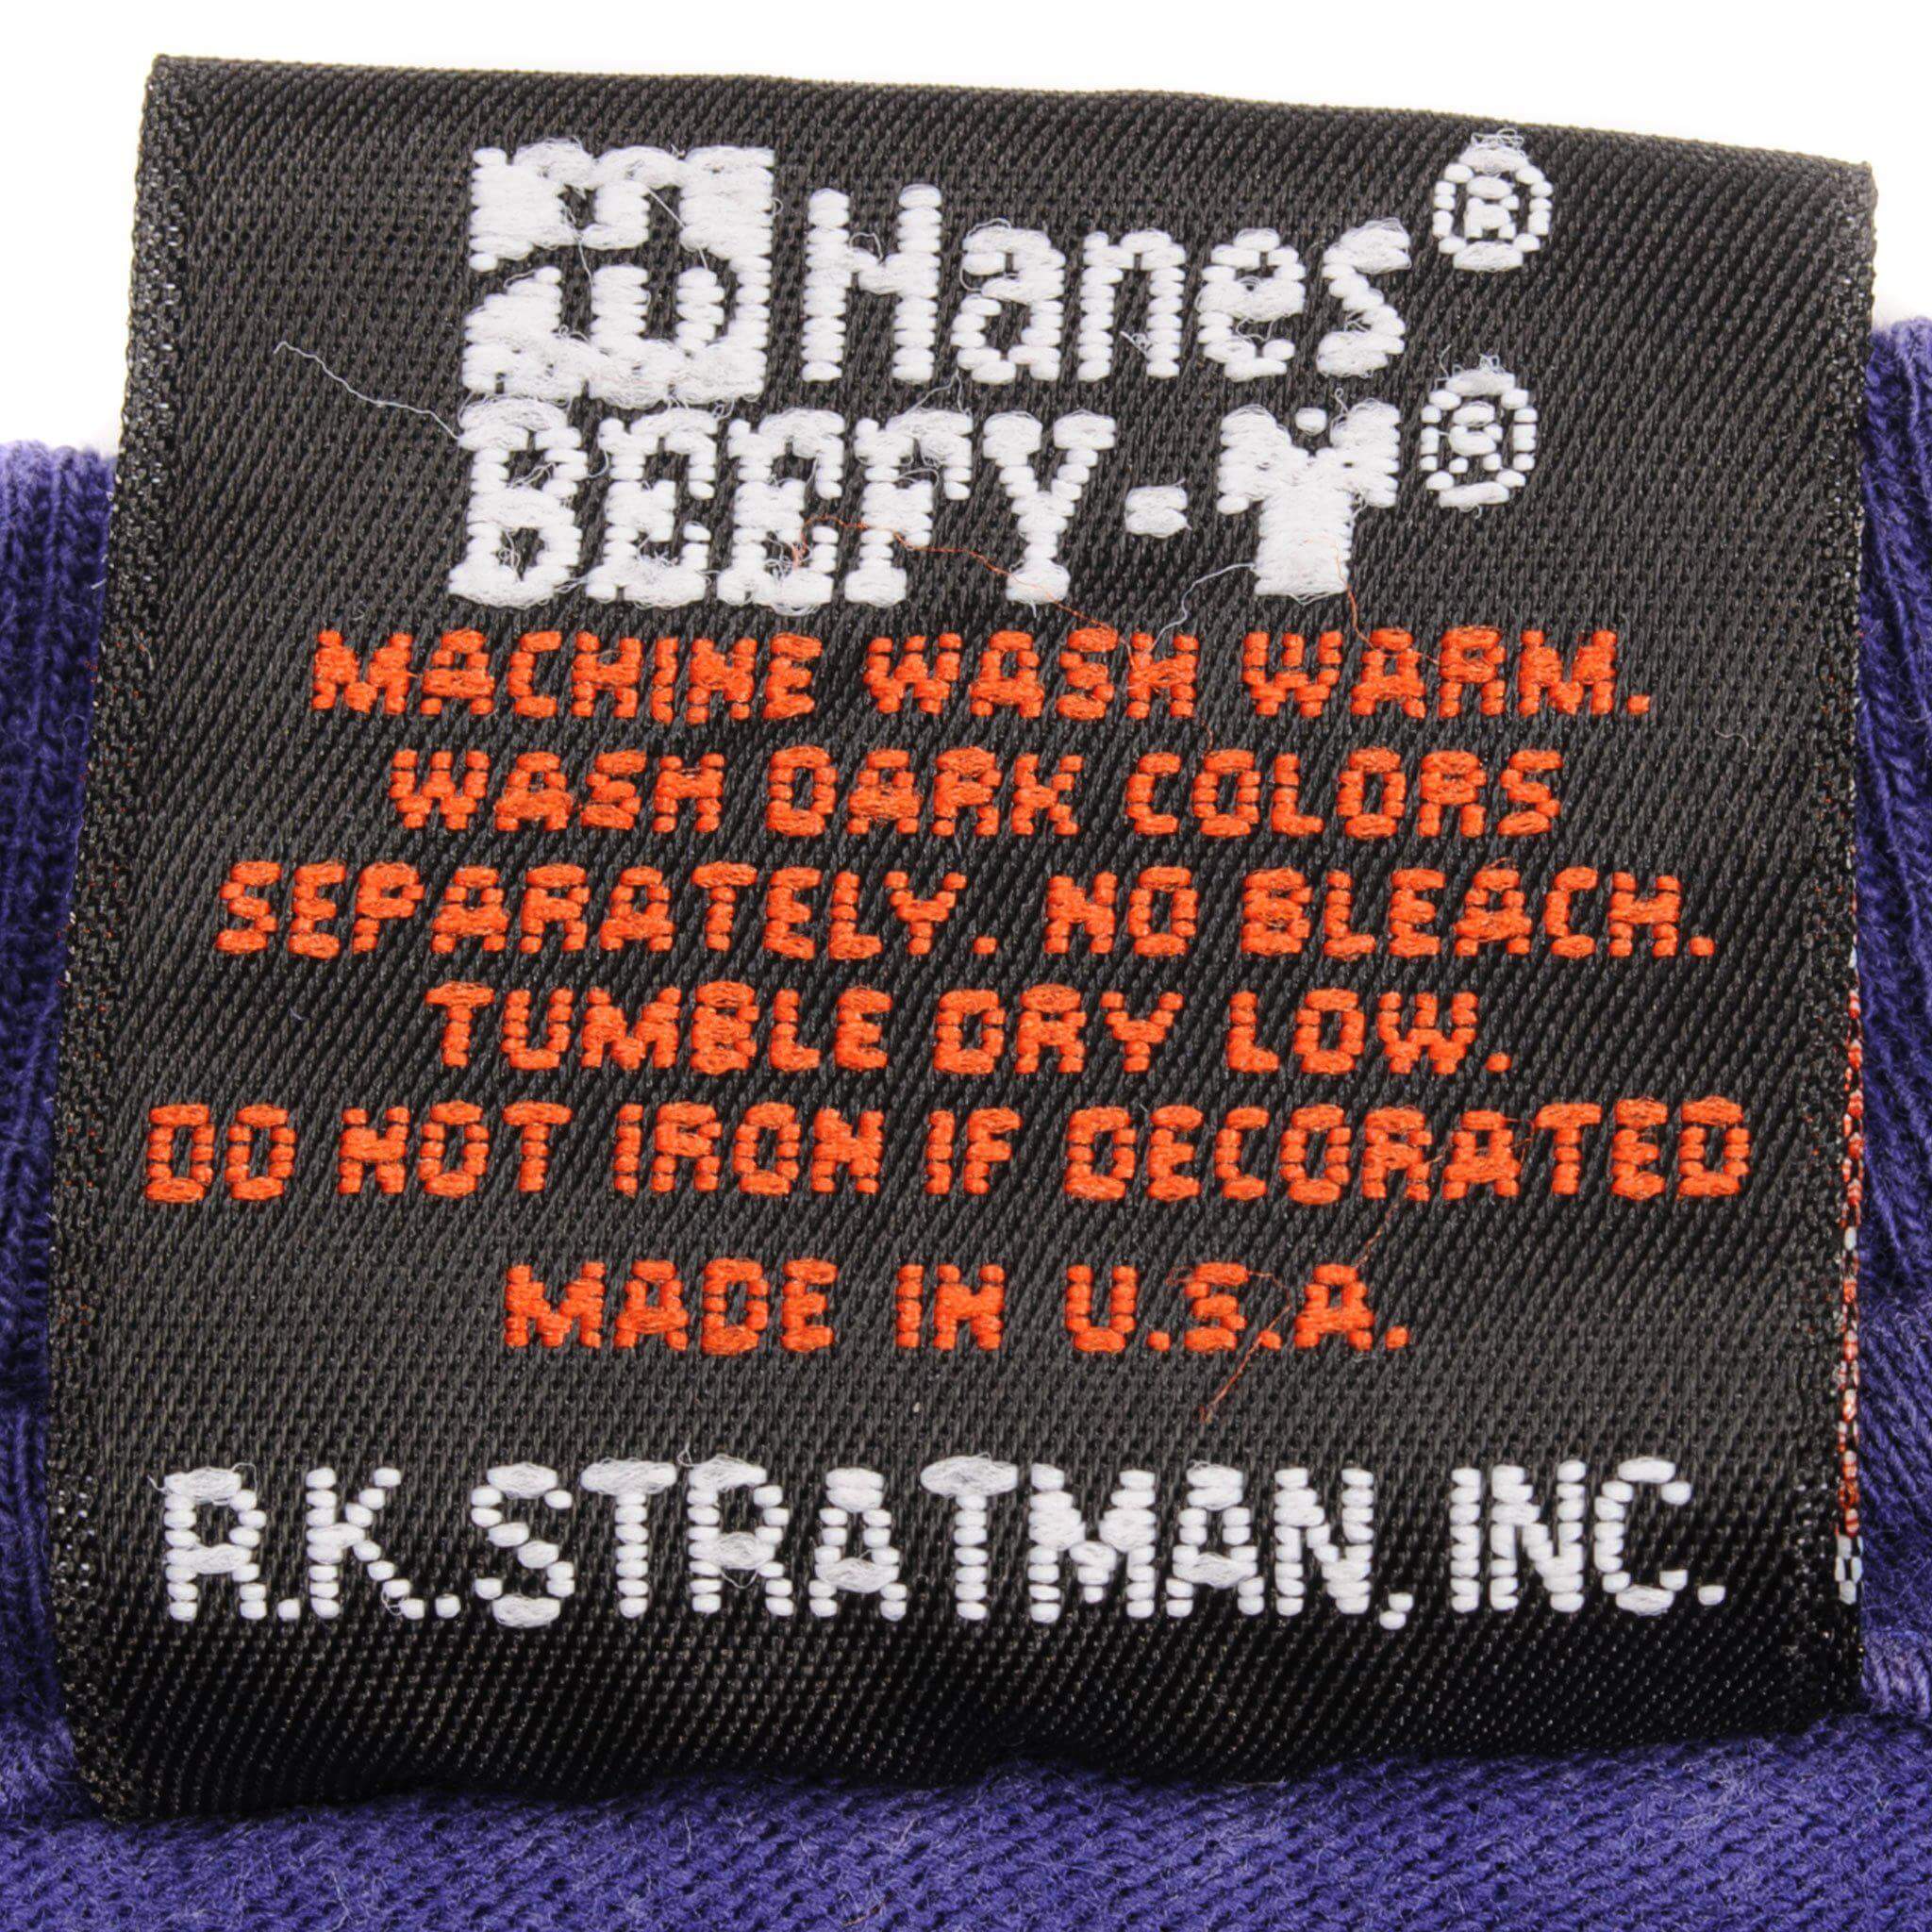 Hanes®
BEEFY-T®
MACHINE WASH WARM.
WASH DARK COLORS
SEPARATELY. NO BLEACH.
TUMBLE DRY LOW.
DO NOT IRON IF DECORATED
MADE IN U.S.A.
R.K.STRATMAN, INC.